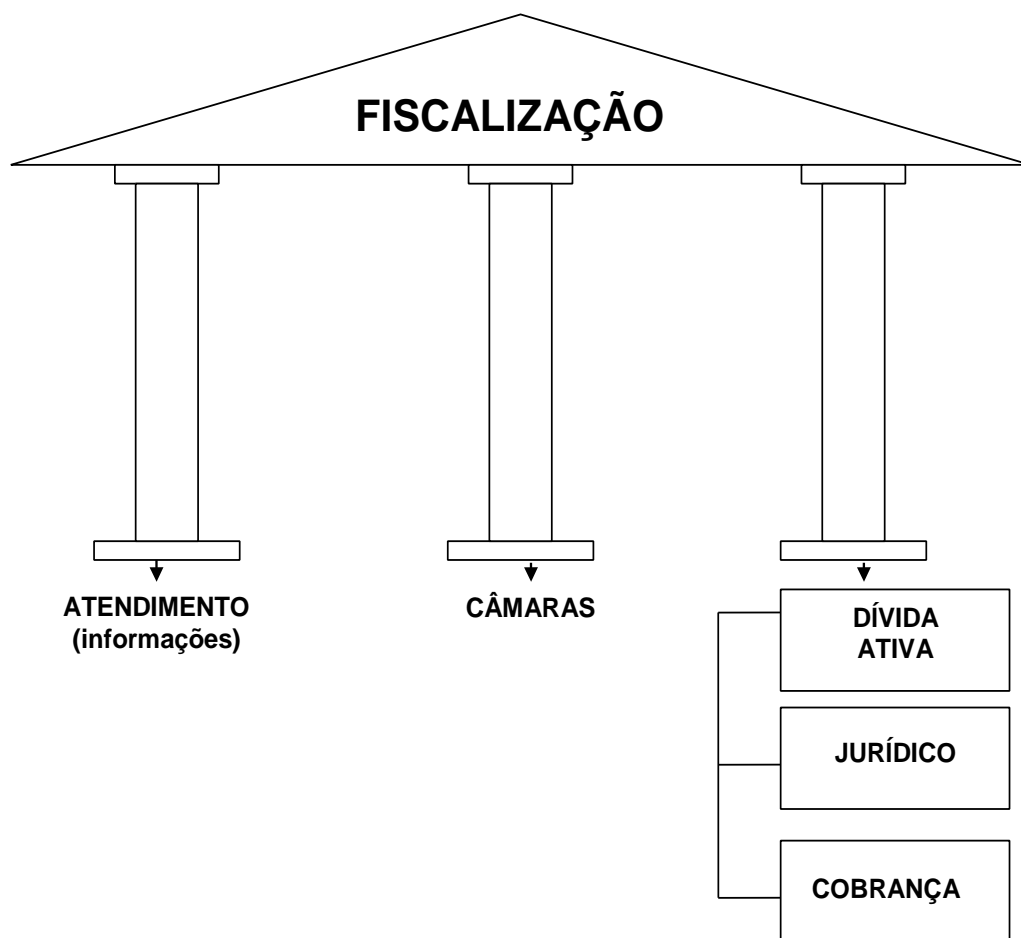 FISCALIZAÇÃO
ATENDIMENTO
(informações)
CÂMARAS
DÍVIDA
ATIVA
JURÍDICO
COBRANÇA